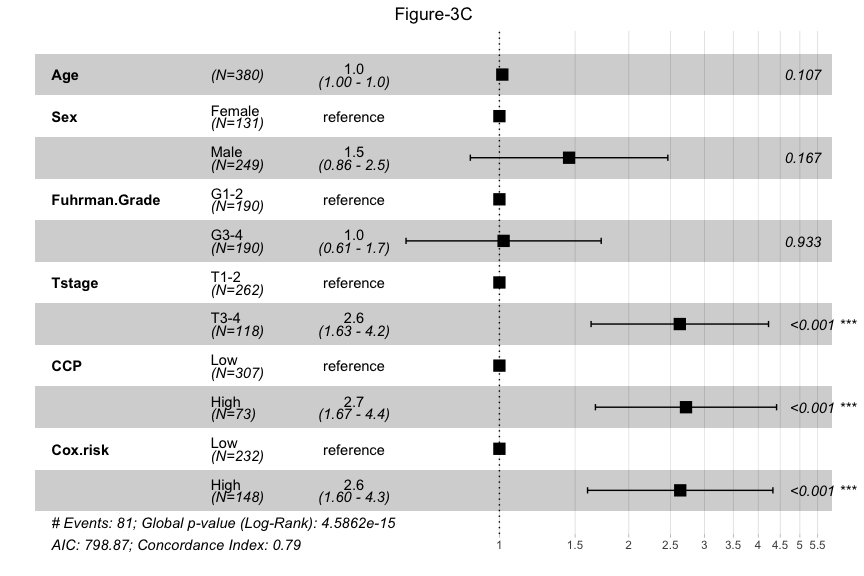 Figure-3C
Age (N=380) 1.0 0.107
(1.00 - 1.0)
Sex Female reference
(N=131)
Male 1.5 0.167
(N=249) (0.86 - 2.5)
Fuhrman.Grade G1-2 reference
(N=190)
G3-4 1.0 0.933
(N=190) (0.61 - 1.7)
Tstage T1-2 reference
(N=262)
T3-4 2.6 <0.001 ***
(N=118) (1.63 - 4.2)
CCP Low reference
(N=307)
High 2.7 <0.001 ***
(N=73) (1.67 - 4.4)
Cox.risk Low reference
(N=232)
High 2.6 <0.001 ***
(N=148) (1.60 - 4.3)
# Events: 81; Global p-value (Log-Rank): 4.5862e-15
AIC: 798.87; Concordance Index: 0.79
1 1.5 2 2.5 3 3.5 4 4.5 5 5.5